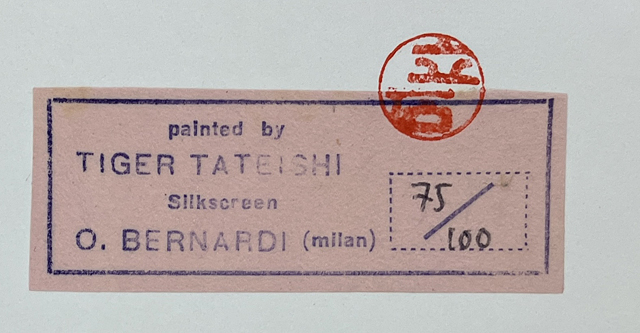 painted by
TIGER TATEISHI
Silkscreen
O. BERNARDI (milan)
75/100